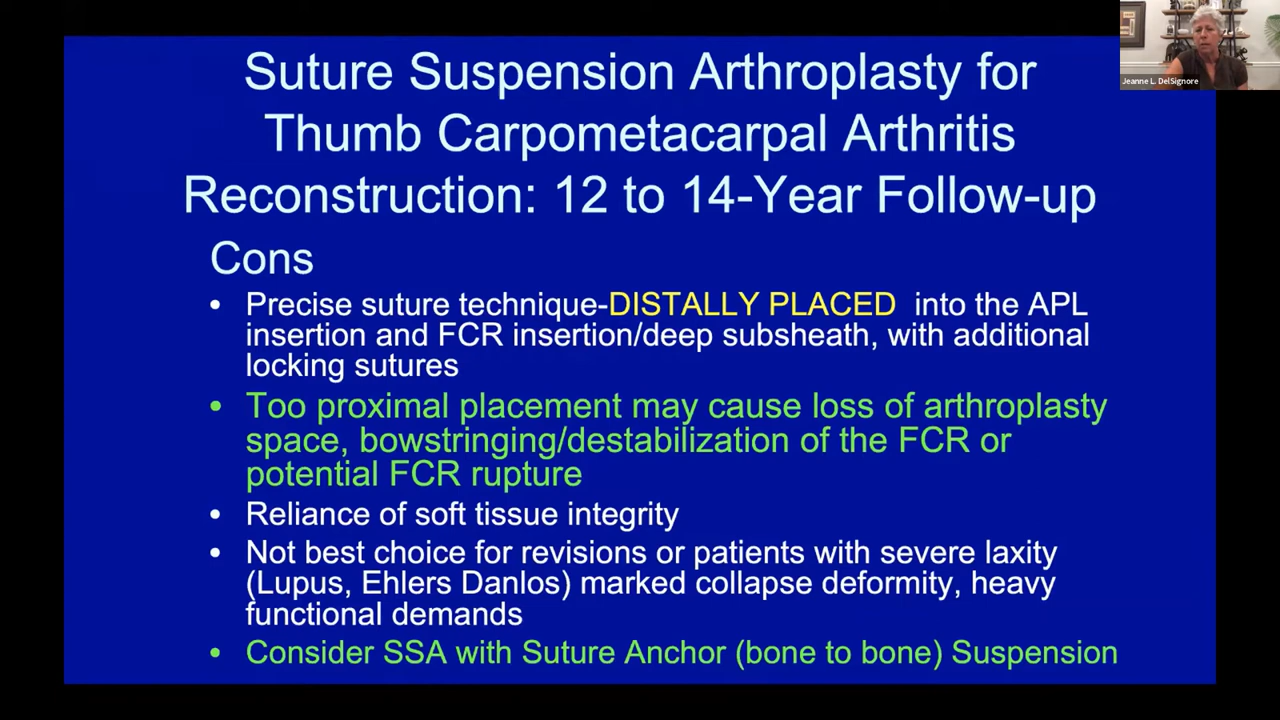 Suture Suspension Arthroplasty for
Thumb Carpometacarpal Arthritis
Reconstruction: 12 to 14-Year Follow-up
Cons
• Precise suture technique-DISTALLY PLACED into the APL
insertion and FCR insertion/deep subsheath, with additional
locking sutures
• Too proximal placement may cause loss of arthroplasty
space, bowstringing/destabilization of the FCR or
potential FCR rupture
• Reliance of soft tissue integrity
• Not best choice for revisions or patients with severe laxity
(Lupus, Ehlers Danlos) marked collapse deformity, heavy
functional demands
• Consider SSA with Suture Anchor (bone to bone) Suspension
Jeanne L. DelSignore